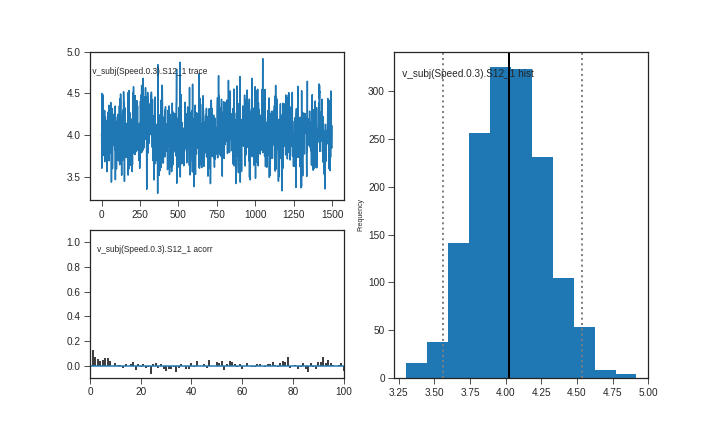 v_subj(Speed.0.3).S12_1 trace
5.0
4.5
4.0
3.5
0 250 500 750 1000 1250 1500
v_subj(Speed.0.3).S12_1 acorr
1.0
0.8
0.6
0.4
0.2
0.0
0 20 40 60 80 100
v_subj(Speed.0.3).S12_1 hist
Frequency
300
250
200
150
100
50
0
3.25 3.50 3.75 4.00 4.25 4.50 4.75 5.00